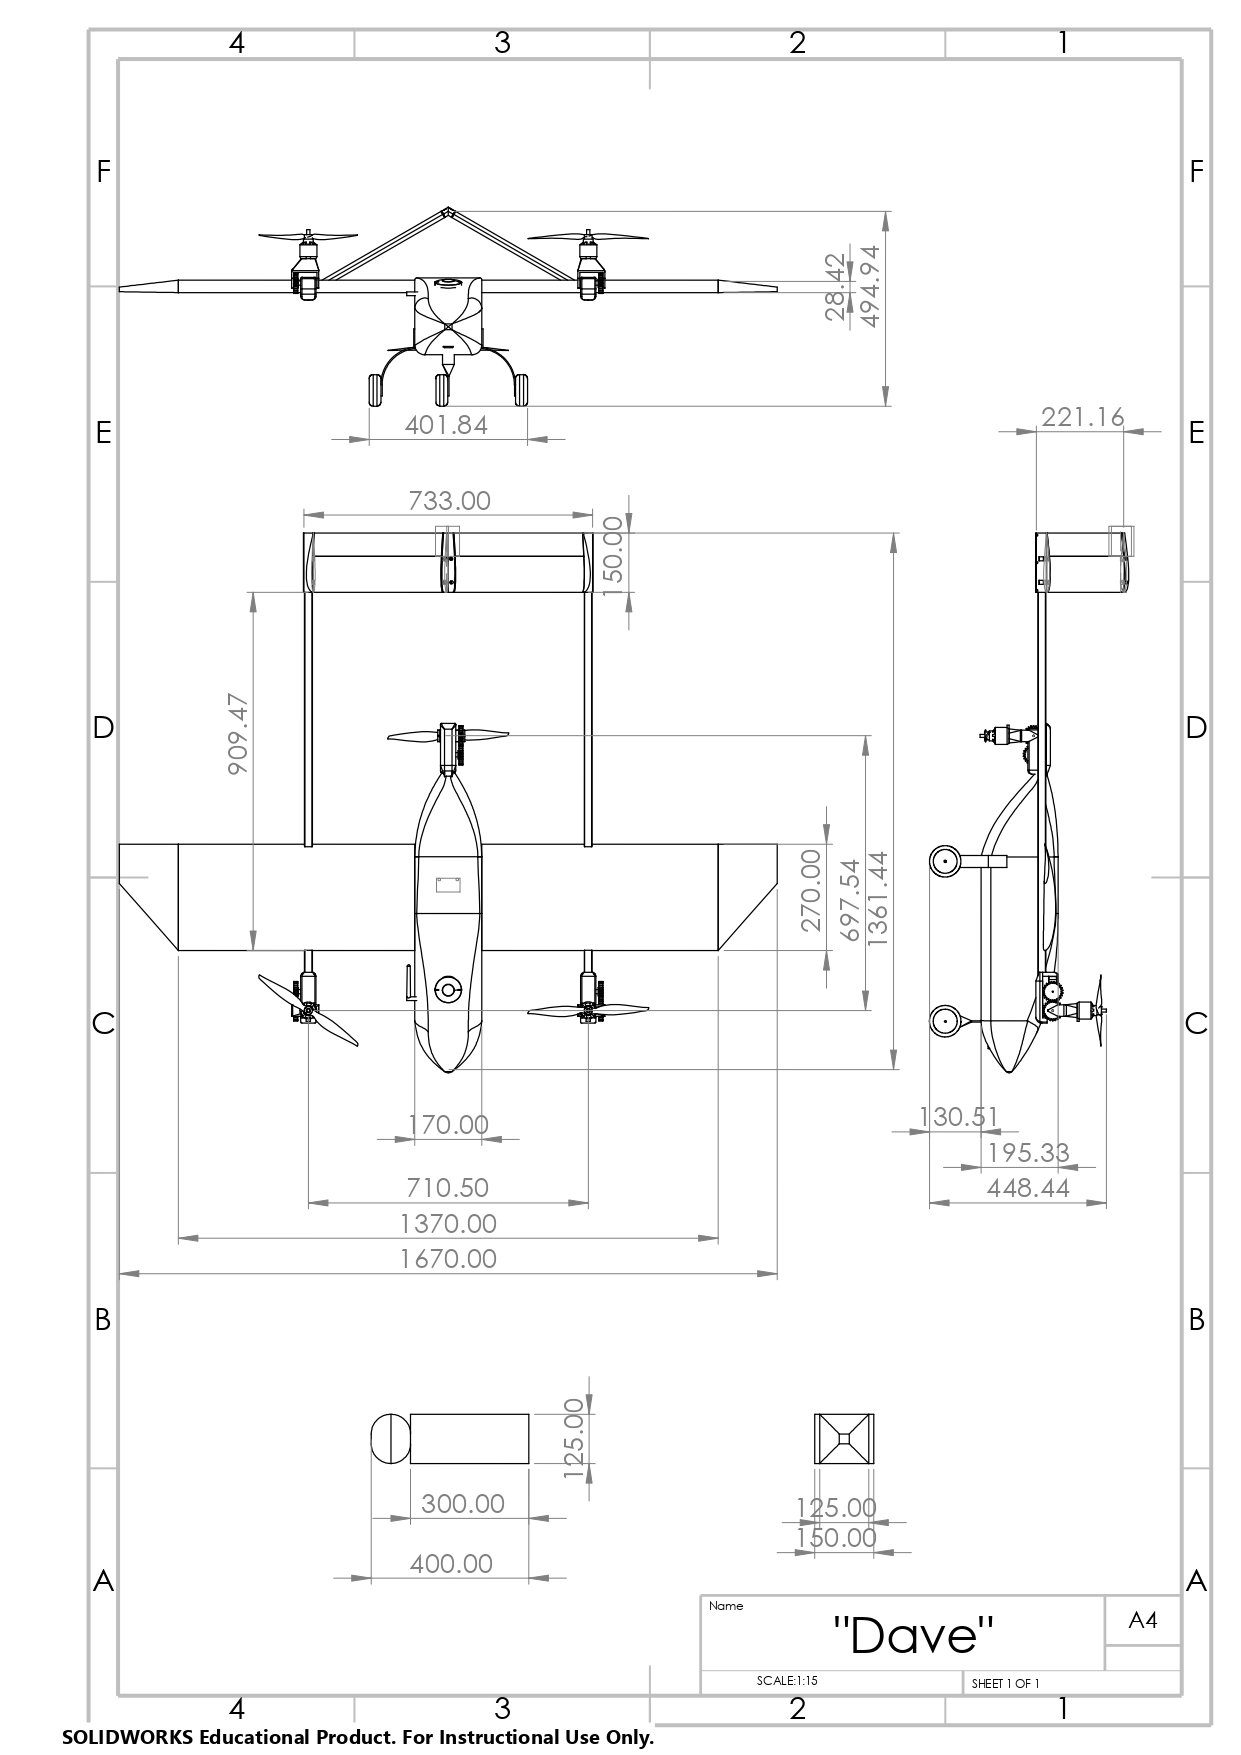 4 3 2 1
F F
28.42
494.94
E E
401.84
221.16
733.00
150.00
D D
909.47
270.00
697.54
1361.44
C C
170.00
130.51
195.33
710.50
448.44
1370.00
1670.00
B B
125.00
300.00
125.00
150.00
400.00
A A
Name
"Dave"
A4
SCALE:1:15
SHEET 1 OF 1
4 3 2 1
SOLIDWORKS Educational Product. For Instructional Use Only.